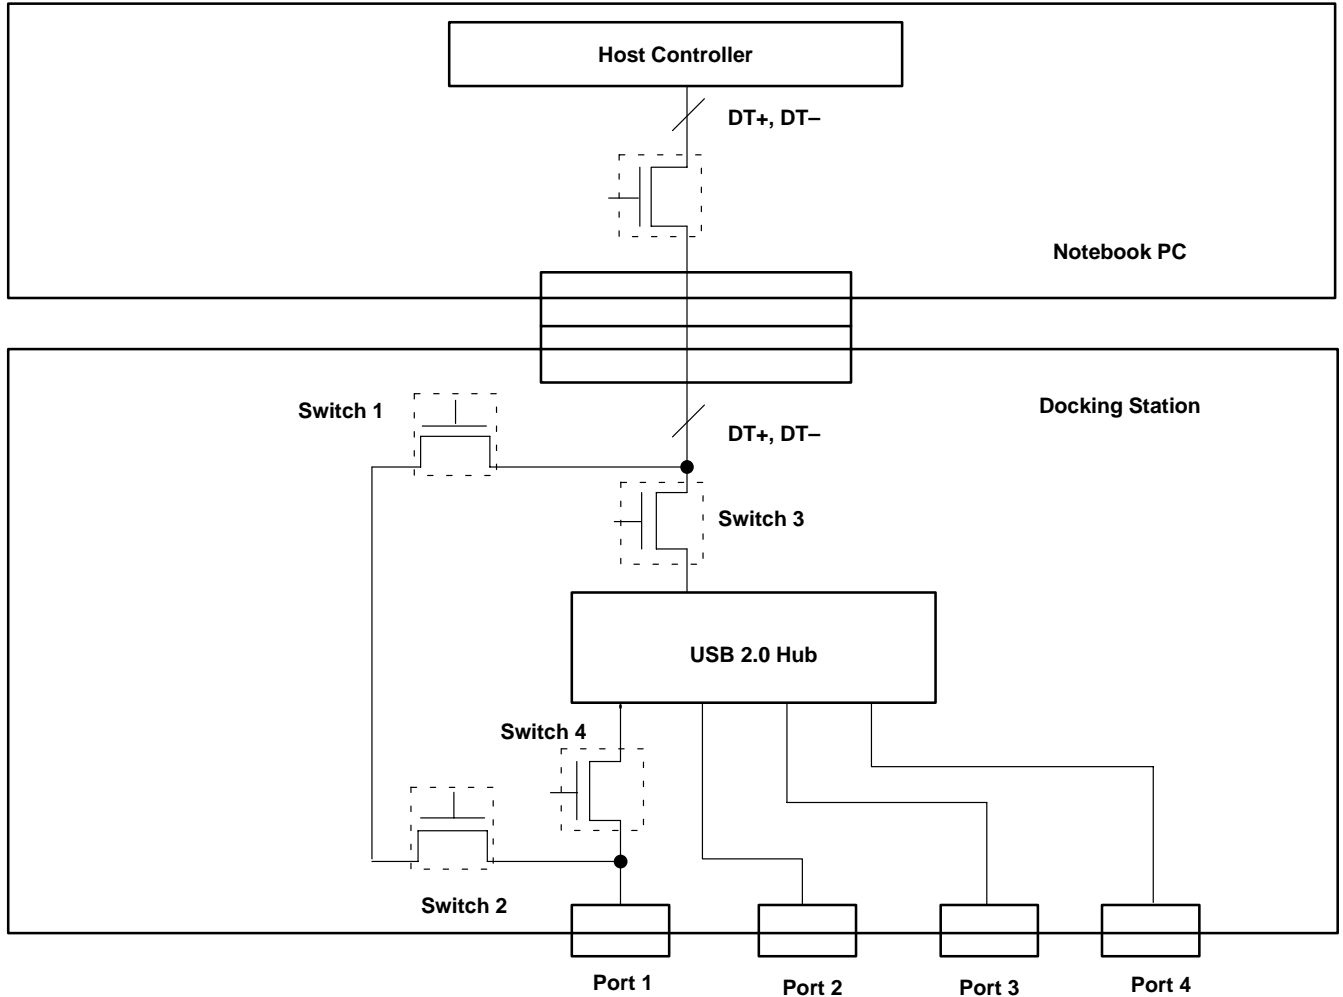 Host Controller
DT+, DT–
Notebook PC
Switch 1
Docking Station
DT+, DT–
Switch 3
USB 2.0 Hub
Switch 4
Switch 2
Port 1
Port 2
Port 3
Port 4